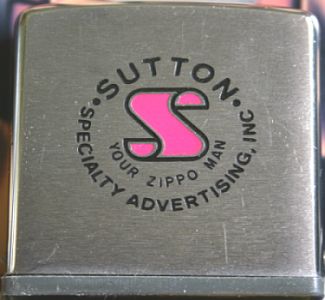 •SUTTON•
SPECIALTY ADVERTISING, INC.
S
YOUR ZIPPO MAN